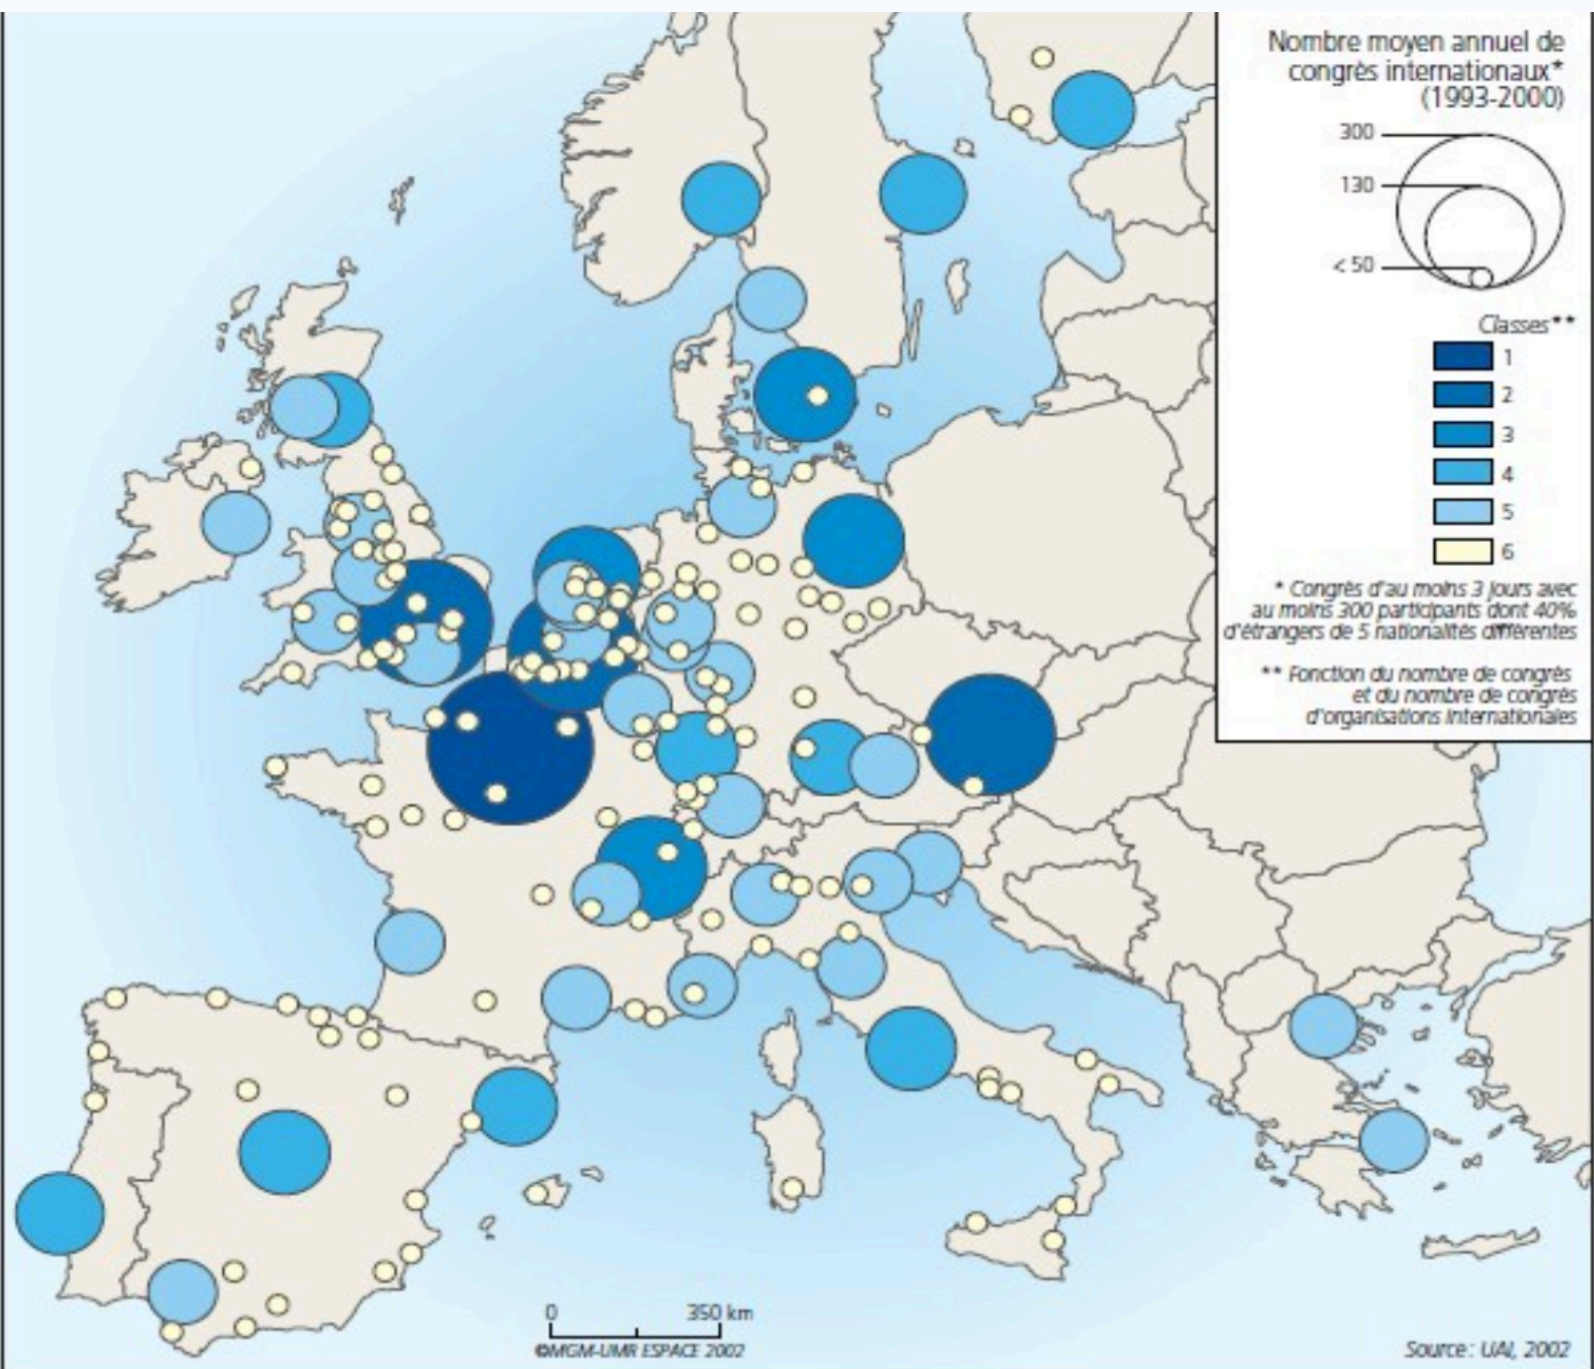 Nombre moyen annuel de
congrès internationaux*
(1993-2000)
300
130
< 50
Classes**
1
2
3
4
5
6
* Congrès d'au moins 3 jours avec
au moins 300 participants dont 40%
d'étrangers de 5 nationalités différentes
** Fonction du nombre de congrès
et du nombre de congrès
d'organisations internationales
0 350 km
©MGM-UMR ESPACE 2002
Source : UAI, 2002